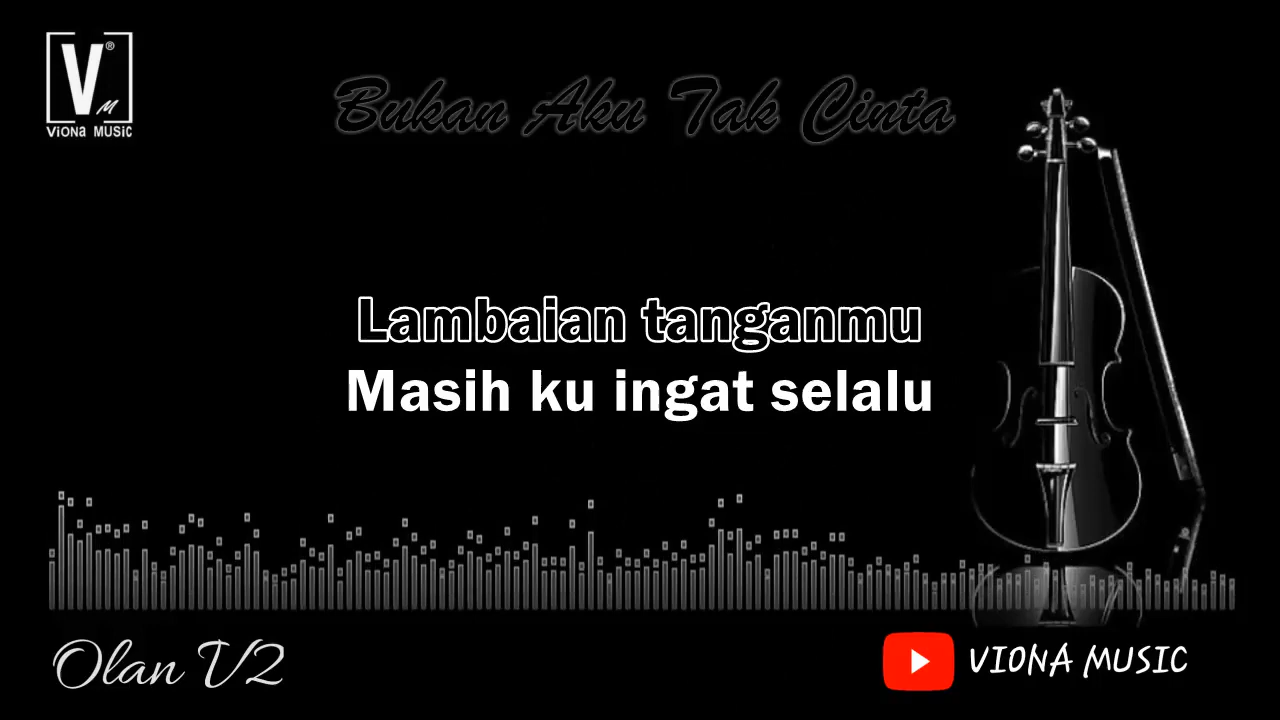 V®
M
VIONA MUSIC
Bukan Aku Tak Cinta
Lambaian tanganmu
Masih ku ingat selalu
Olan V2
VIONA MUSIC